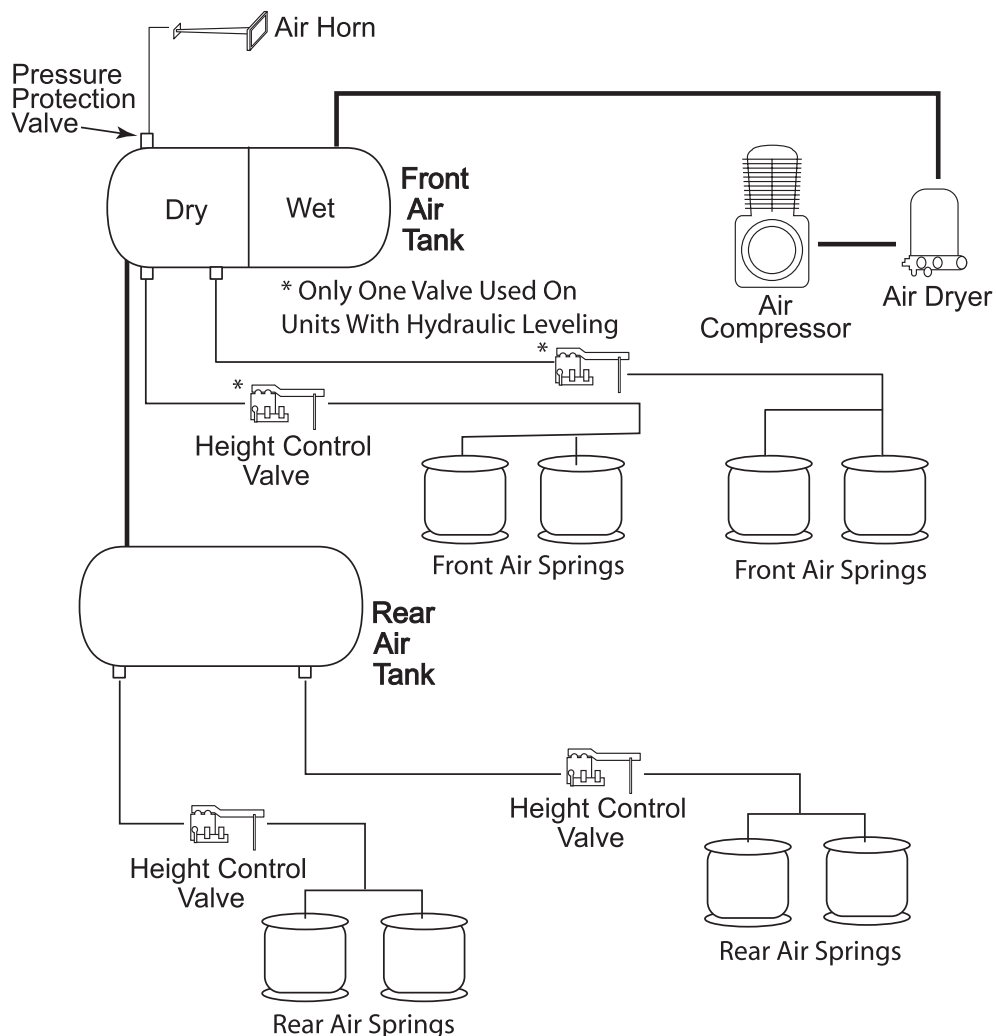 Air Horn
Pressure
Protection
Valve
Dry
Wet
Front
Air
Tank
Air
Compressor
Air Dryer
* Only One Valve Used On
Units With Hydraulic Leveling
*
*
Height Control
Valve
Front Air Springs
Front Air Springs
Rear
Air
Tank
Height Control
Valve
Height Control
Valve
Rear Air Springs
Rear Air Springs